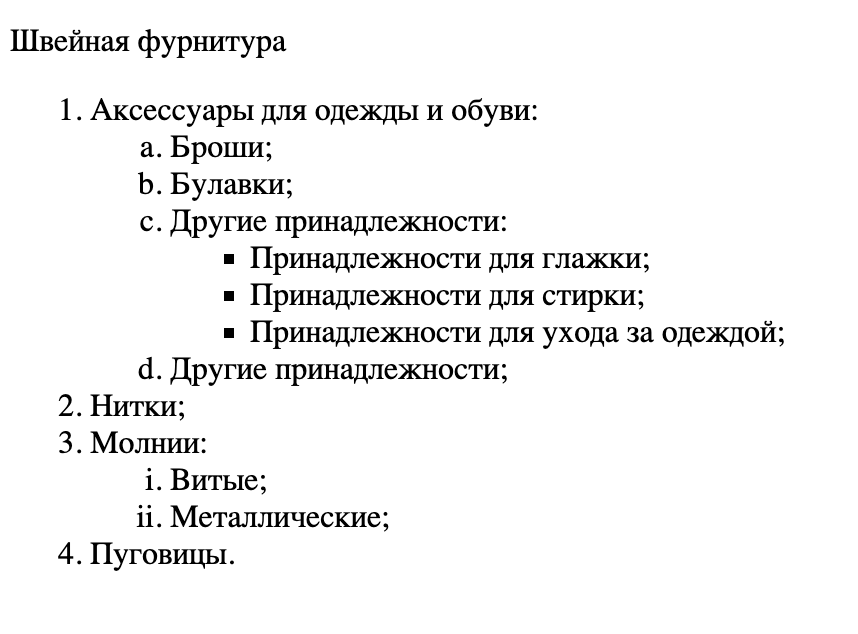 Швейная фурнитура
1. Аксессуары для одежды и обуви:
a. Броши;
b. Булавки;
c. Другие принадлежности:
▪ Принадлежности для глажки;
▪ Принадлежности для стирки;
▪ Принадлежности для ухода за одеждой;
d. Другие принадлежности;
2. Нитки;
3. Молнии:
i. Витые;
ii. Металлические;
4. Пуговицы.